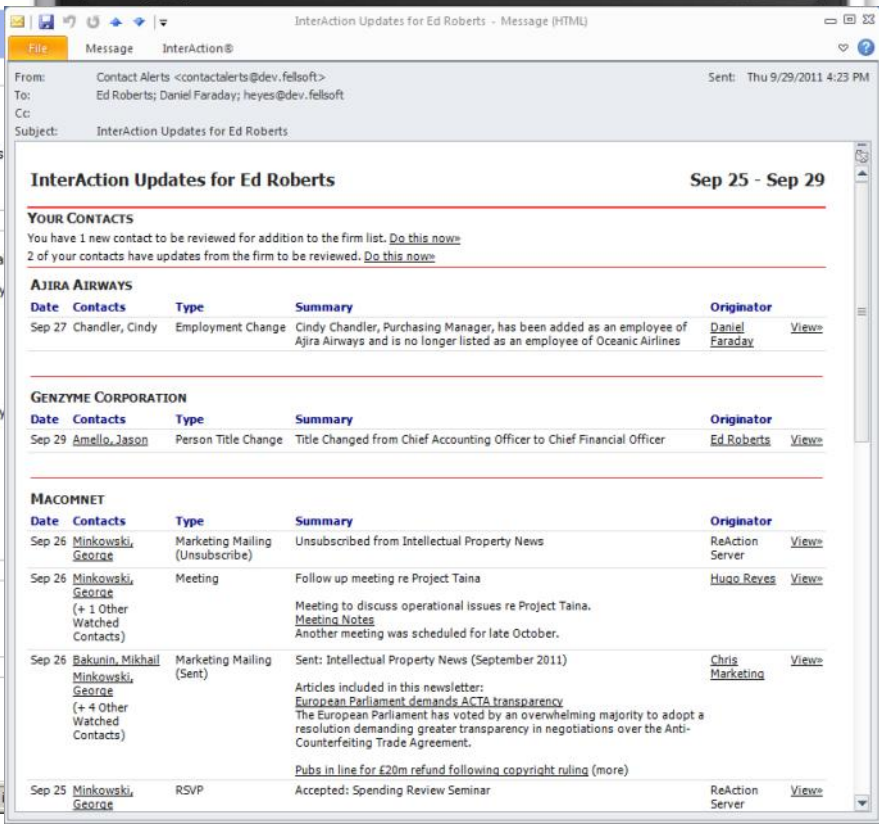 InterAction Updates for Ed Roberts - Message (HTML)
File Message InterAction®
From: Contact Alerts <contactalerts@dev.fellsoft> Sent: Thu 9/29/2011 4:23 PM
To: Ed Roberts; Daniel Faraday; heyes@dev.fellsoft
Cc:
Subject: InterAction Updates for Ed Roberts
InterAction Updates for Ed Roberts Sep 25 - Sep 29
YOUR CONTACTS
You have 1 new contact to be reviewed for addition to the firm list. Do this now»
2 of your contacts have updates from the firm to be reviewed. Do this now»
AJIRA AIRWAYS
Date Contacts Type Summary Originator
Sep 27 Chandler, Cindy Employment Change Cindy Chandler, Purchasing Manager, has been added as an employee of Daniel View»
Ajira Airways and is no longer listed as an employee of Oceanic Airlines Faraday
GENZYME CORPORATION
Date Contacts Type Summary Originator
Sep 29 Amello, Jason Person Title Change Title Changed from Chief Accounting Officer to Chief Financial Officer Ed Roberts View»
MACOMNET
Date Contacts Type Summary Originator
Sep 26 Minkowski, Marketing Mailing Unsubscribed from Intellectual Property News ReAction View»
George (Unsubscribe) Server
Sep 26 Minkowski, Meeting Follow up meeting re Project Taina Hugo Reyes View»
George
(+ 1 Other Meeting to discuss operational issues re Project Taina.
Watched Meeting Notes
Contacts) Another meeting was scheduled for late October.
Sep 26 Bakunin, Mikhail Marketing Mailing Sent: Intellectual Property News (September 2011) Chris View»
Minkowski, (Sent) Marketing
George Articles included in this newsletter:
(+ 4 Other European Parliament demands ACTA transparency
Watched The European Parliament has voted by an overwhelming majority to adopt a
Contacts) resolution demanding greater transparency in negotiations over the Anti-
Counterfeiting Trade Agreement.
Pubs in line for £20m refund following copyright ruling (more)
Sep 25 Minkowski, RSVP Accepted: Spending Review Seminar ReAction View»
George Server